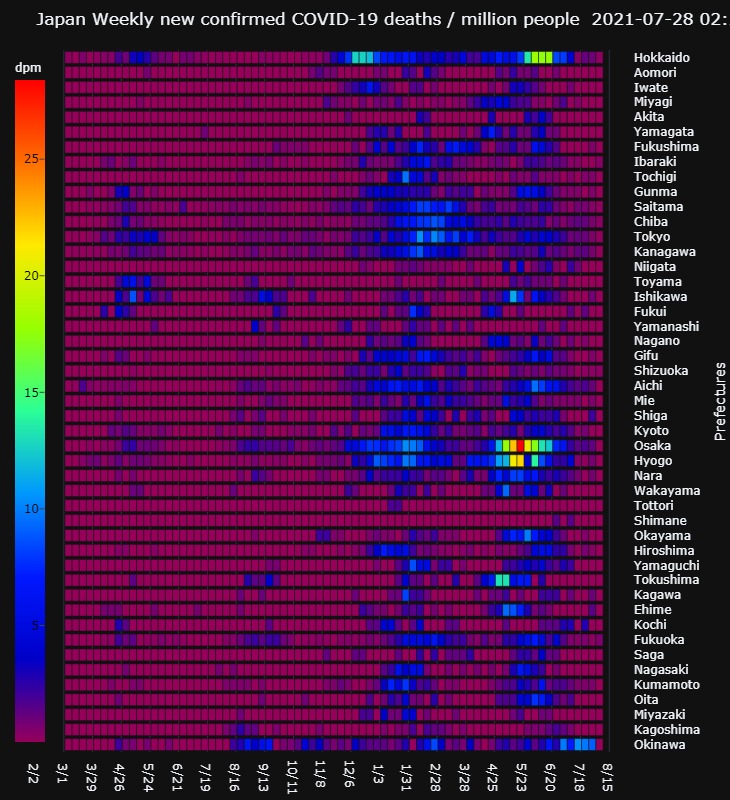 Japan Weekly new confirmed COVID-19 deaths / million people 2021-07-28 02:
dpm
25
20
15
10
5
Hokkaido
Aomori
Iwate
Miyagi
Akita
Yamagata
Fukushima
Ibaraki
Tochigi
Gunma
Saitama
Chiba
Tokyo
Kanagawa
Niigata
Toyama
Ishikawa
Fukui
Yamanashi
Nagano
Gifu
Shizuoka
Aichi
Mie
Shiga
Kyoto
Osaka
Hyogo
Nara
Wakayama
Tottori
Shimane
Okayama
Hiroshima
Yamaguchi
Tokushima
Kagawa
Ehime
Kochi
Fukuoka
Saga
Nagasaki
Kumamoto
Oita
Miyazaki
Kagoshima
Okinawa
Prefectures
2/2 3/1 3/29 4/26 5/24 6/21 7/19 8/16 9/13 10/11 11/8 12/6 1/3 1/31 2/28 3/28 4/25 5/23 6/20 7/18 8/15